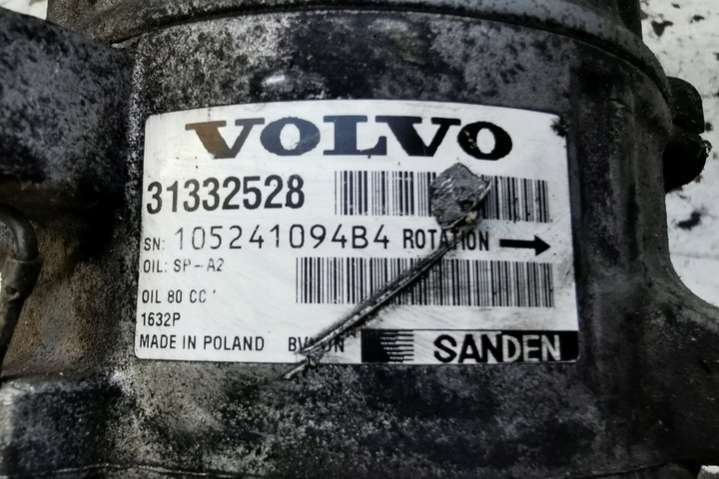 VOLVO
31332528
SN: 105241094B4 ROTATION
OIL: SP-A2
OIL 80 CC
1632P
MADE IN POLAND
SANDEN